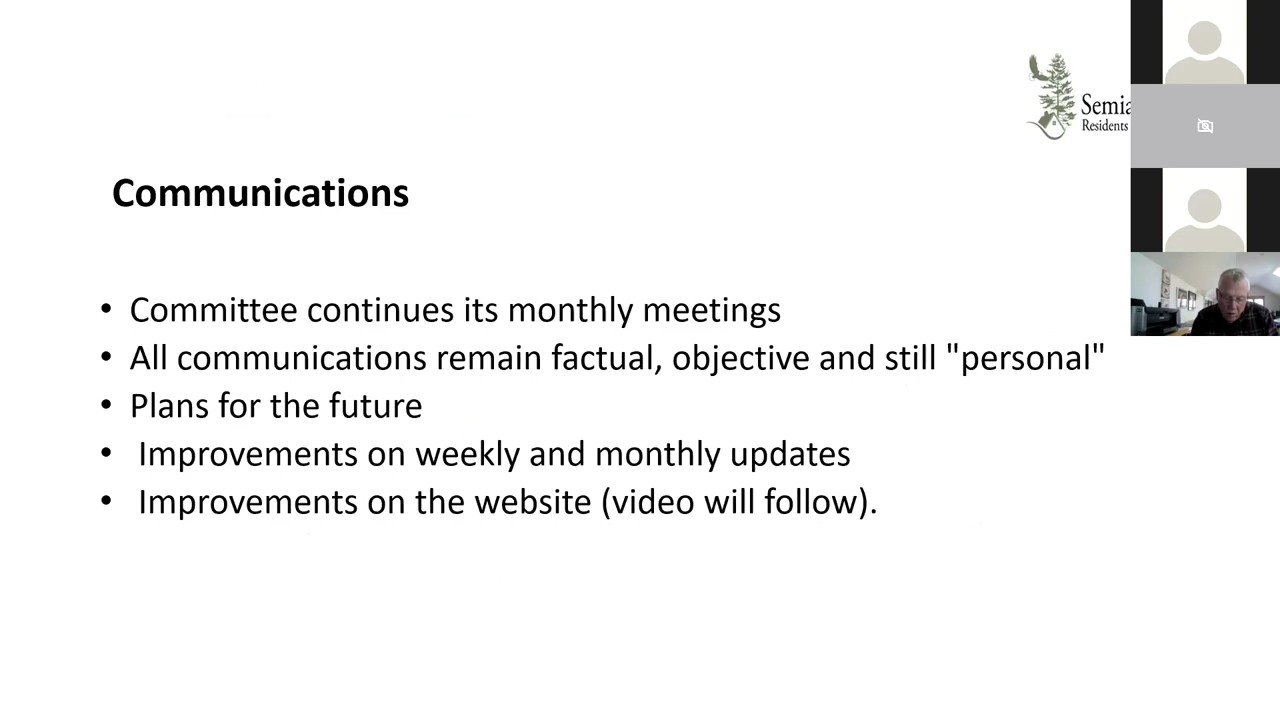 Residents
Communications
• Committee continues its monthly meetings
• All communications remain factual, objective and still "personal"
• Plans for the future
• Improvements on weekly and monthly updates
• Improvements on the website (video will follow).